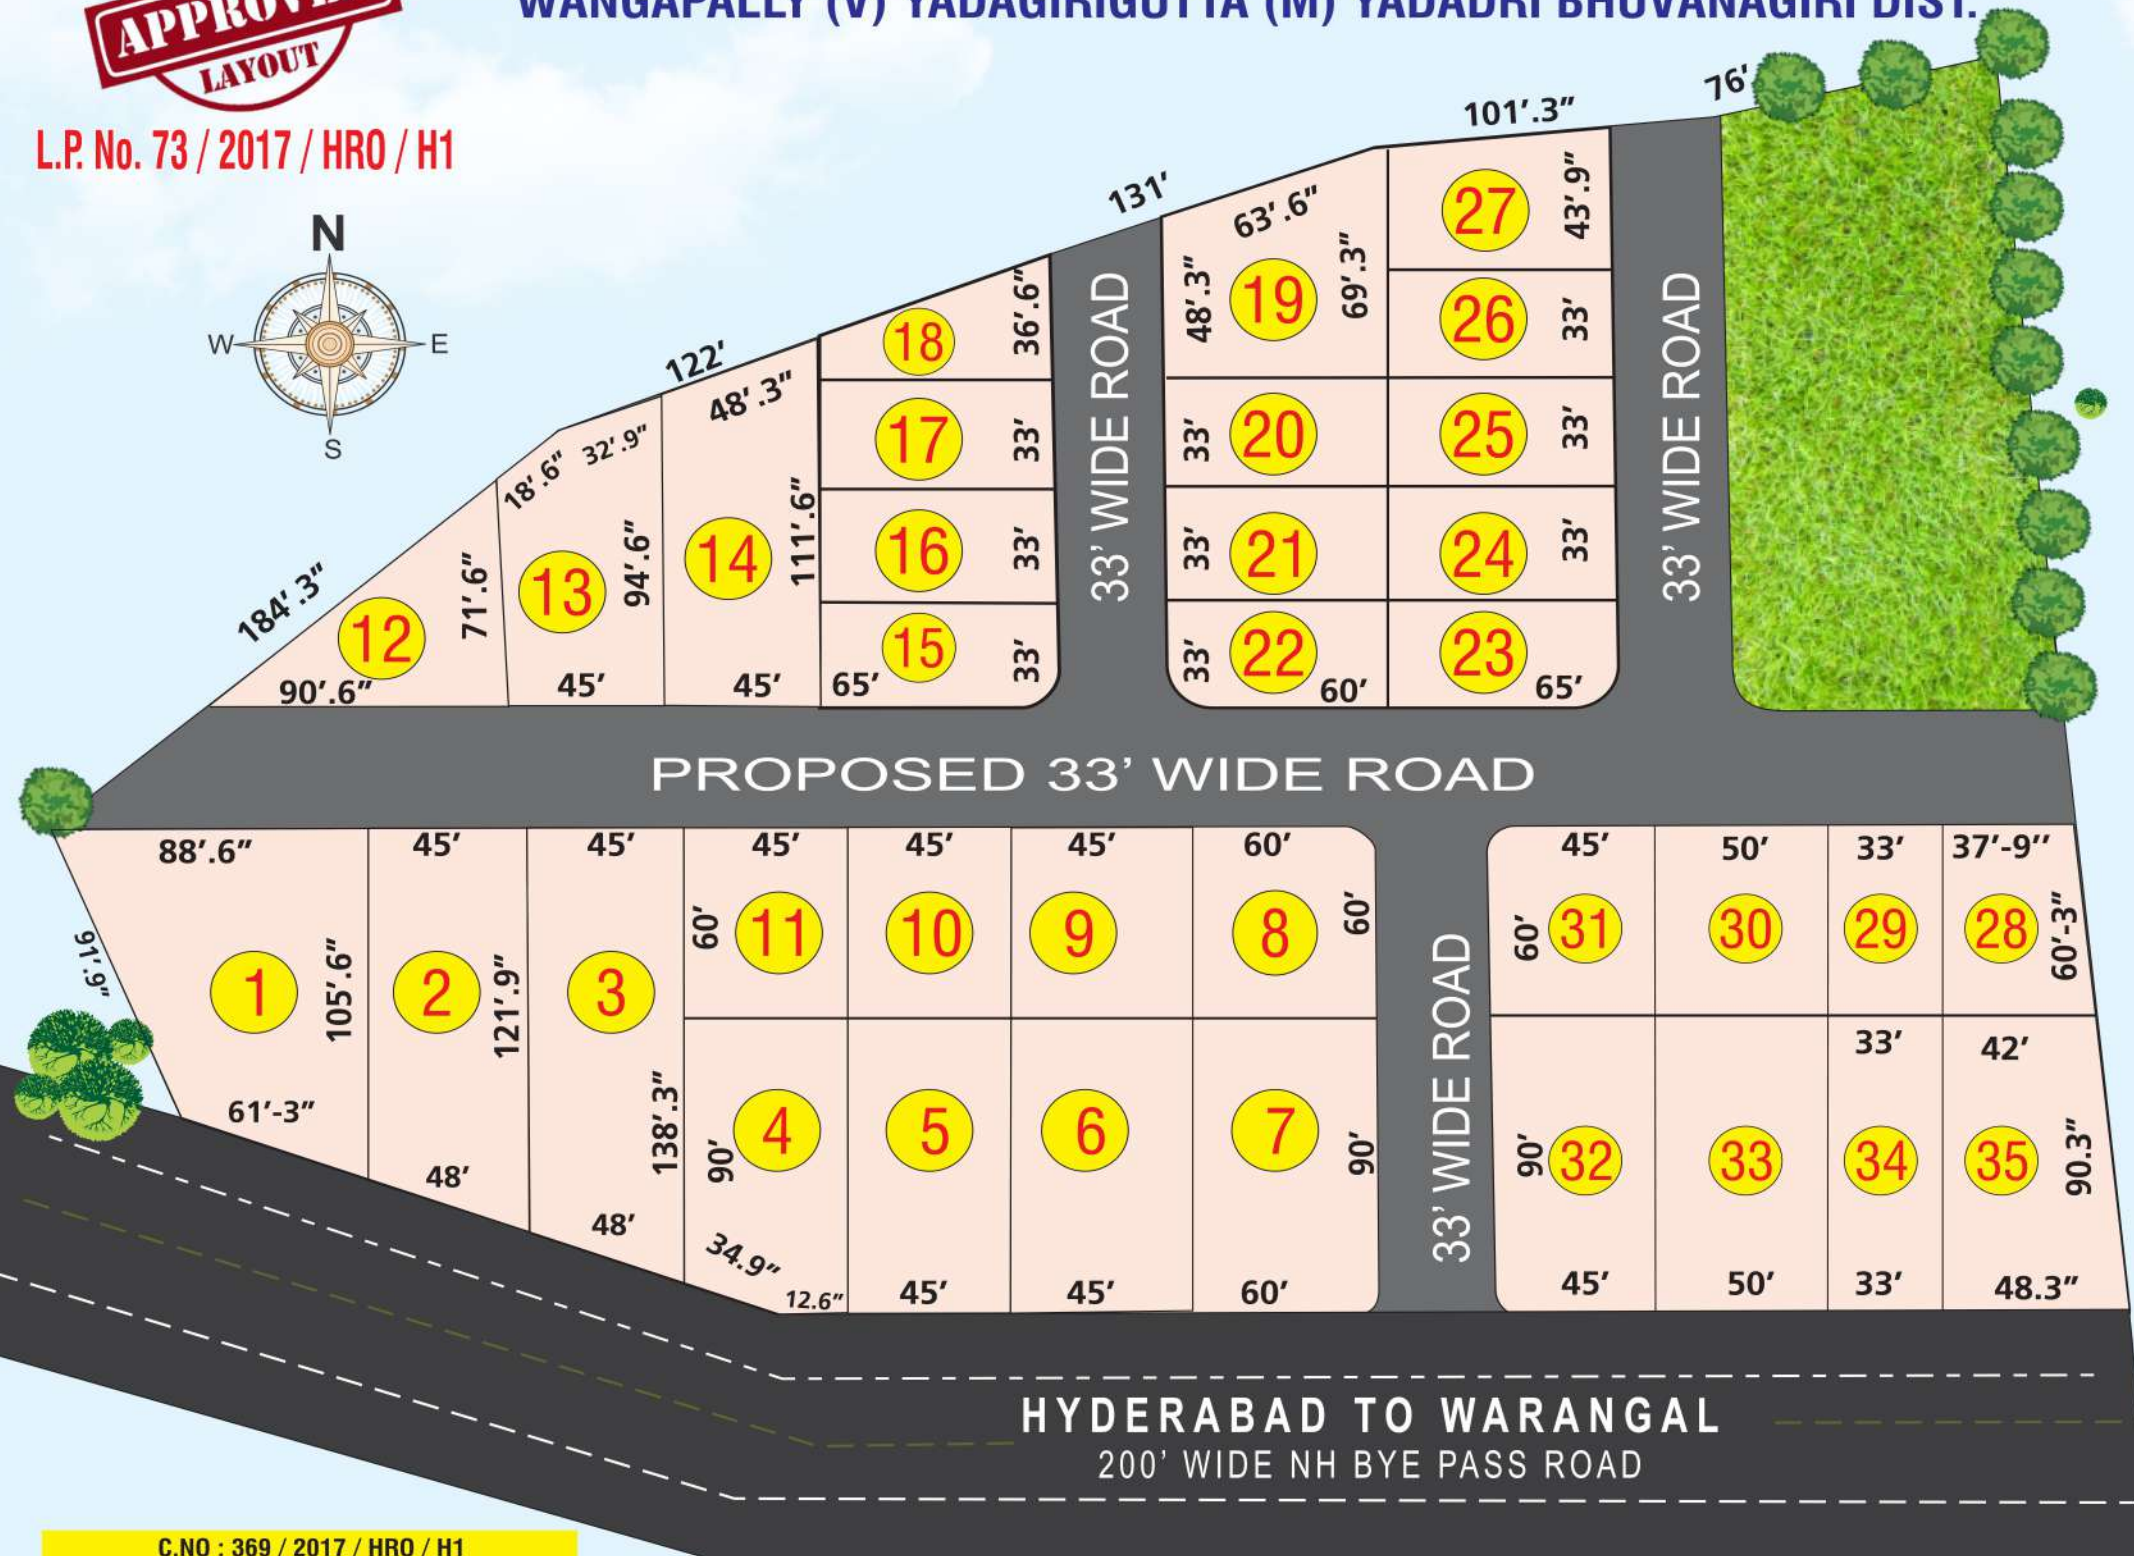 WANGAPALLY (V) YADAGIRIGUTTA (M) YADADRI BHUVANAGIRI DIST.
LAYOUT
L.P. No. 73 / 2017 / HRO / H1
N
W E
S
76'
101'.3"
131'
27 43'.9"
63'.6"
48'.3" 19 69'.3"
26 33'
36'.6"
18
122'
48'.3"
33' WIDE ROAD
33' WIDE ROAD
17 33'
33' 20
25 33'
18'.6" 32'.9"
111'.6"
16 33'
33' 21
24 33'
184'.3"
12 71'.6"
13 94'.6"
14
15 33'
33' 22
23
90'.6"
45'
45'
65'
60'
65'
PROPOSED 33' WIDE ROAD
88'.6" 45' 45' 45' 45' 45' 60' 45' 50' 33' 37'-9"
91'.9"
60' 11 10 9 8 60'
60' 31 30 29 28 60'-3"
1 105'.6" 2 121'.9" 3
33' WIDE ROAD
33' 42'
61'-3"
138'.3"
90' 4 5 6 7 90'
90' 32 33 34 35 90.3"
48'
48'
34.9"
12.6" 45' 45' 60' 45' 50' 33' 48.3"
HYDERABAD TO WARANGAL
200' WIDE NH BYE PASS ROAD
C.NO : 369 / 2017 / HRO / H1